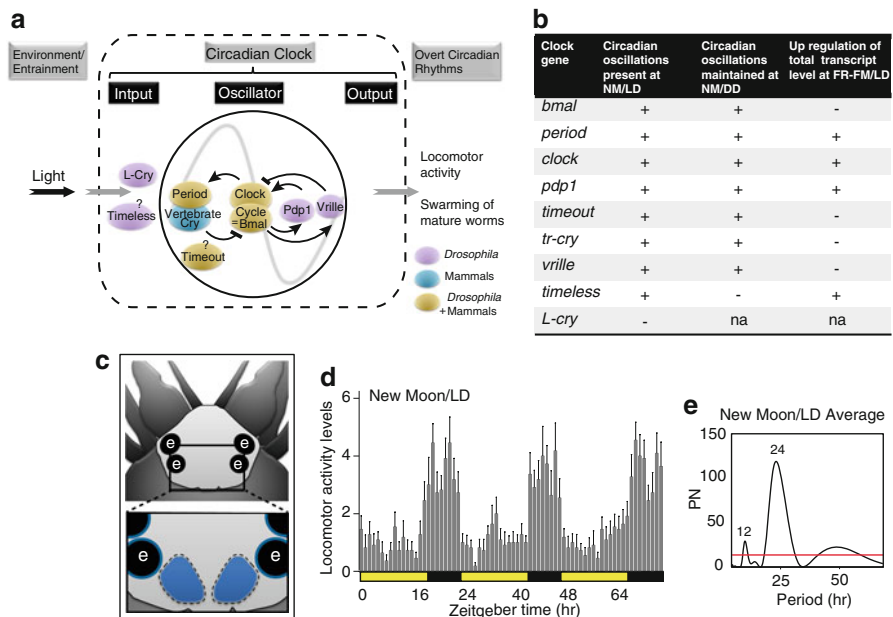 a
Environment/
Entrainment
Circadian Clock
Overt Circadian
Rhythms
Intput
Oscillator
Output
Light
L-Cry
?
Timeless
Period
Vertebrate
Cry
?
Timeout
Clock
Cycle
=Bmal
Pdp1
Vrille
Locomotor
activity
Swarming of
mature worms
Drosophila
Mammals
Drosophila
+Mammals
b
Clock gene | Circadian oscillations present at NM/LD | Circadian oscillations maintained at NM/DD | Up regulation of total transcript level at FR-FM/LD
bmal + + -
period + + +
clock + + +
pdp1 + + +
timeout + + -
tr-cry + + -
vrille + + -
timeless + - +
L-cry - na na
c
e e
e e
e e
d
New Moon/LD
Locomotor activity levels
6
4
2
0
0 16 24 40 48 64
Zeitgeber time (hr)
e
New Moon/LD Average
PN
150
100
50
0
12
24
25 50
Period (hr)